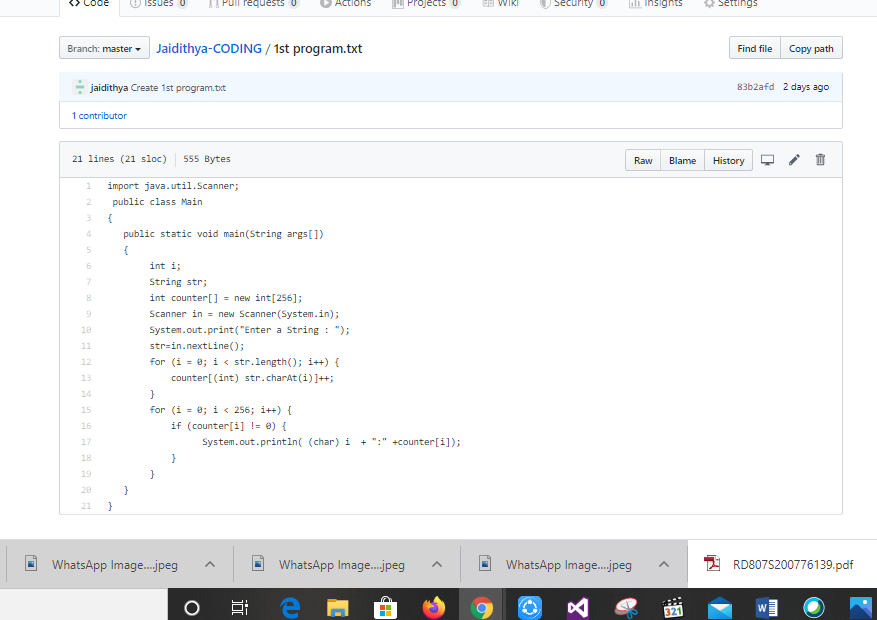 Code Issues 0 Pull requests 0 Actions Projects 0 Wiki Security 0 Insights Settings
Branch: master Jaidithya-CODING / 1st program.txt Find file Copy path
jaidithya Create 1st program.txt 83b2afd 2 days ago
1 contributor
21 lines (21 sloc) 555 Bytes Raw Blame History
1 import java.util.Scanner;
2 public class Main
3 {
4 public static void main(String args[])
5 {
6 int i;
7 String str;
8 int counter[] = new int[256];
9 Scanner in = new Scanner(System.in);
10 System.out.print("Enter a String : ");
11 str=in.nextLine();
12 for (i = 0; i < str.length(); i++) {
13 counter[(int) str.charAt(i)]++;
14 }
15 for (i = 0; i < 256; i++) {
16 if (counter[i] != 0) {
17 System.out.println( (char) i + ":" +counter[i]);
18 }
19 }
20 }
21 }
WhatsApp Image....jpeg WhatsApp Image....jpeg WhatsApp Image....jpeg RD807S200776139.pdf
321